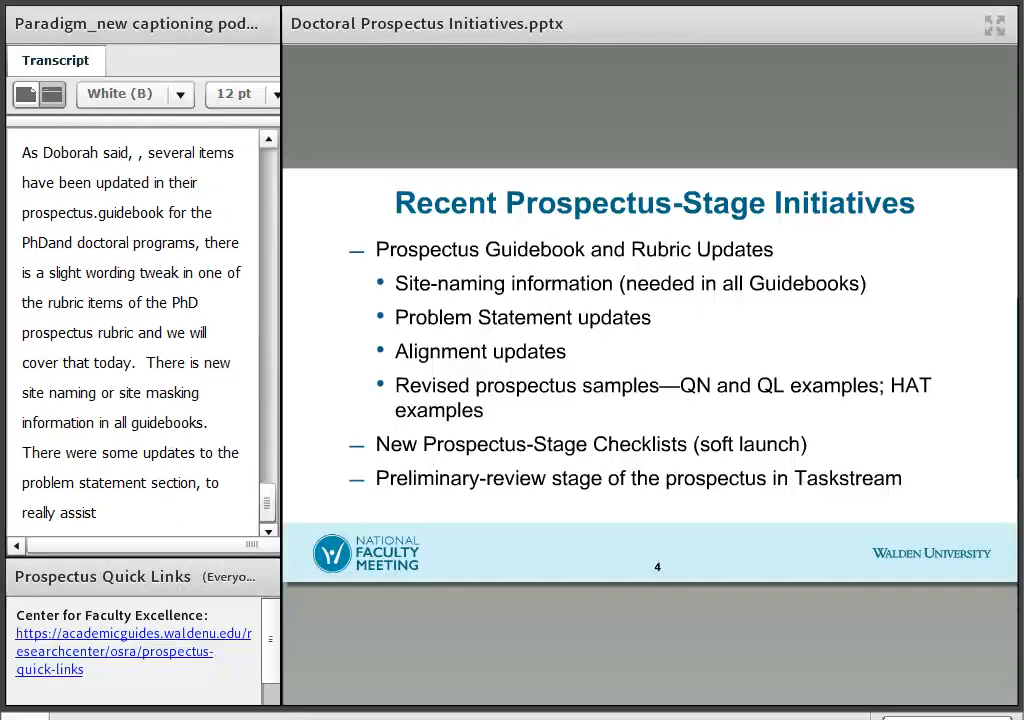 Paradigm_new captioning pod...
Transcript
White (B)
12 pt
As Doborah said, , several items
have been updated in their
prospectus.guidebook for the
PhDand doctoral programs, there
is a slight wording tweak in one of
the rubric items of the PhD
prospectus rubric and we will
cover that today.  There is new
site naming or site masking
information in all guidebooks.
There were some updates to the
problem statement section, to
really assist
Prospectus Quick Links (Everyo...
Center for Faculty Excellence:
https://academicguides.waldenu.edu/r
esearchcenter/osra/prospectus-
quick-links
Doctoral Prospectus Initiatives.pptx
Recent Prospectus-Stage Initiatives
— Prospectus Guidebook and Rubric Updates
• Site-naming information (needed in all Guidebooks)
• Problem Statement updates
• Alignment updates
• Revised prospectus samples—QN and QL examples; HAT
examples
— New Prospectus-Stage Checklists (soft launch)
— Preliminary-review stage of the prospectus in Taskstream
NATIONAL
FACULTY
MEETING
4
WALDEN UNIVERSITY